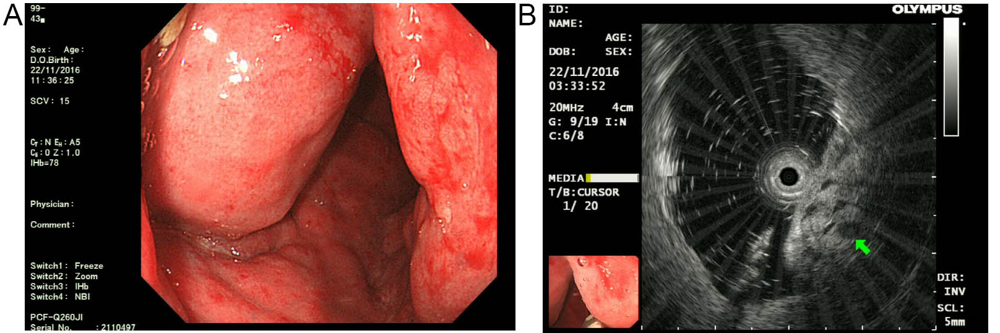 A
99-
43
Sex: Age:
D.O.Birth:
22/11/2016
11:36:25
SCV: 15
CT:N EH:A5
CE:0 Z:1.0
IHb=78
Physician:
Comment:
Switch1: Freeze
Switch2: Zoom
Switch3: IHb
Switch4: NBI
PCF-Q260JI
Serial No. :2110497
B
ID:
OLYMPUS
NAME:
AGE:
DOB: SEX:
22/11/2016
03:33:52
20MHz 4cm
G: 9/19 I:N
C:6/8
MEDIA
T/B:CURSOR
1/ 20
DIR:
INV
SCL:
5mm